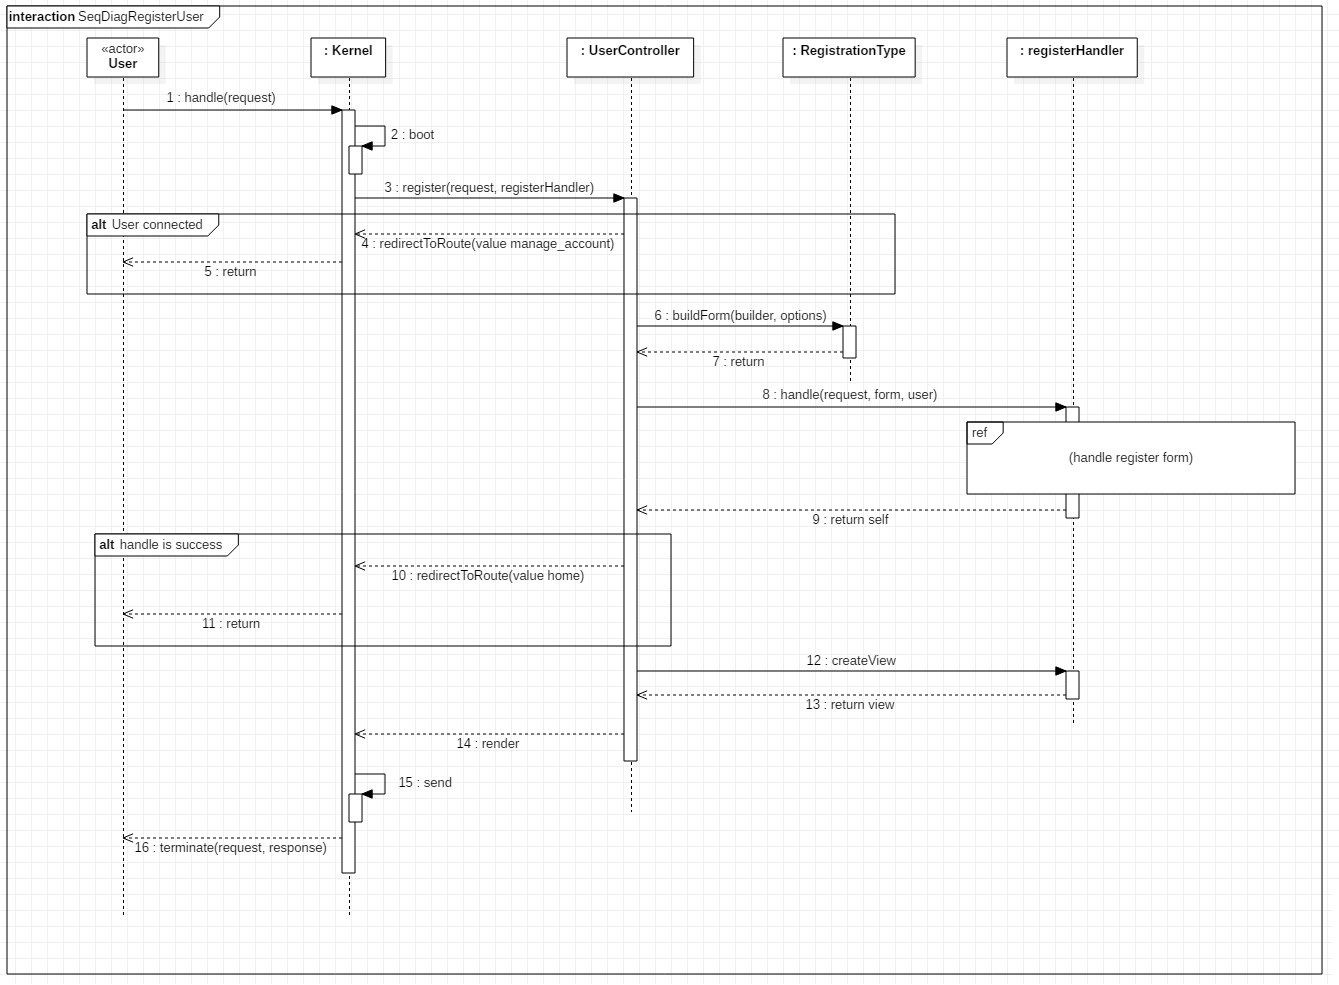 interaction SeqDiagRegisterUser
«actor»
User
: Kernel
: UserController
: RegistrationType
: registerHandler
1 : handle(request)
2 : boot
3 : register(request, registerHandler)
alt User connected
4 : redirectToRoute(value manage_account)
5 : return
6 : buildForm(builder, options)
7 : return
8 : handle(request, form, user)
ref
(handle register form)
9 : return self
alt handle is success
10 : redirectToRoute(value home)
11 : return
12 : createView
13 : return view
14 : render
15 : send
16 : terminate(request, response)